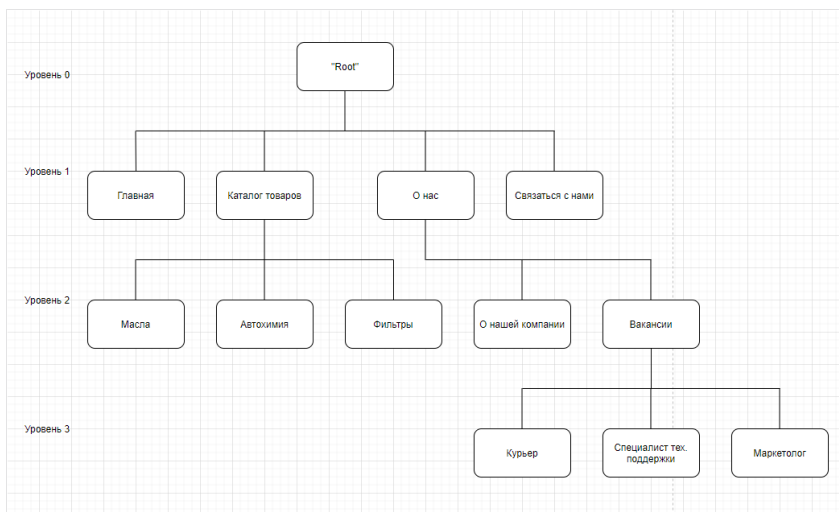 "Root"
Уровень 0
Уровень 1
Главная
Каталог товаров
О нас
Связаться с нами
Уровень 2
Масла
Автохимия
Фильтры
О нашей компании
Вакансии
Уровень 3
Курьер
Специалист тех.
поддержки
Маркетолог